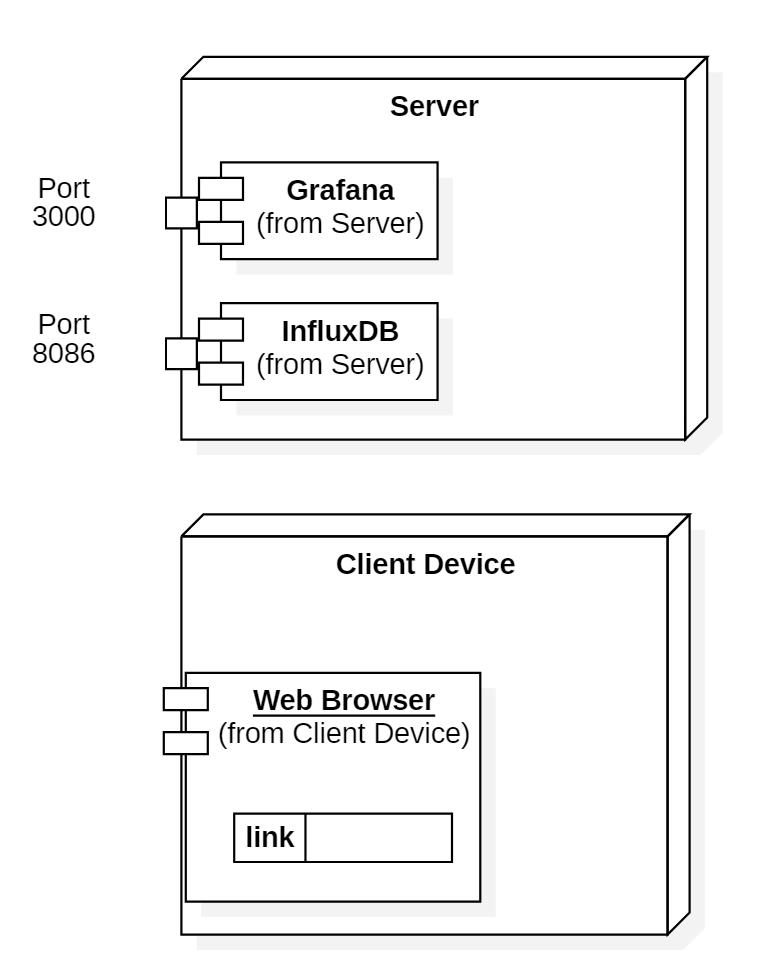 Server
Port
3000
Grafana
(from Server)
Port
8086
InfluxDB
(from Server)
Client Device
Web Browser
(from Client Device)
link